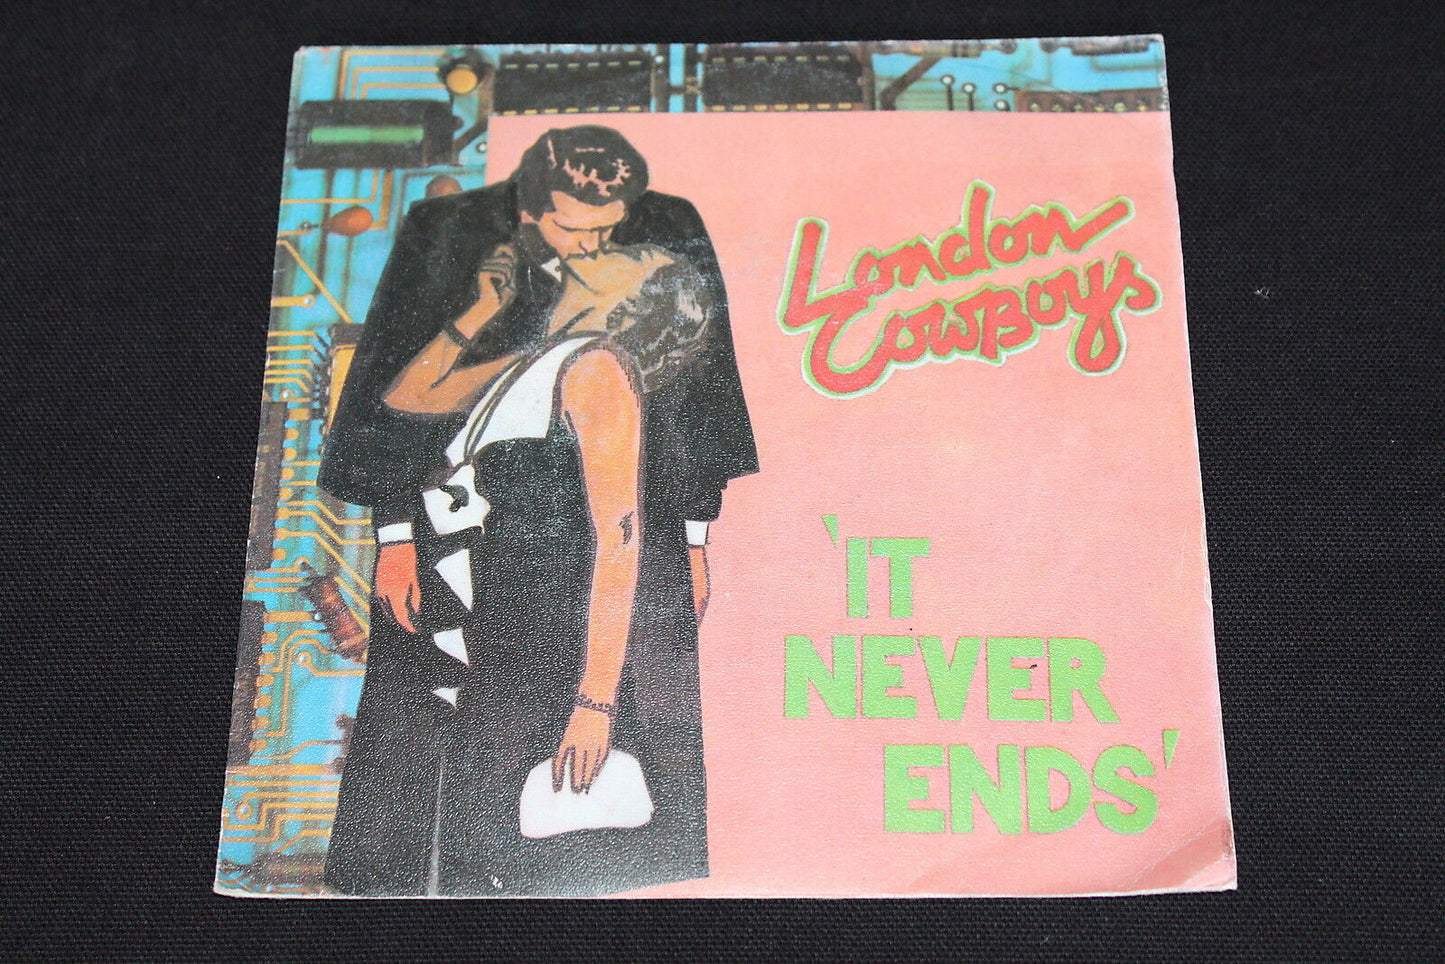 London
CowBoys
'IT
NEVER
ENDS'